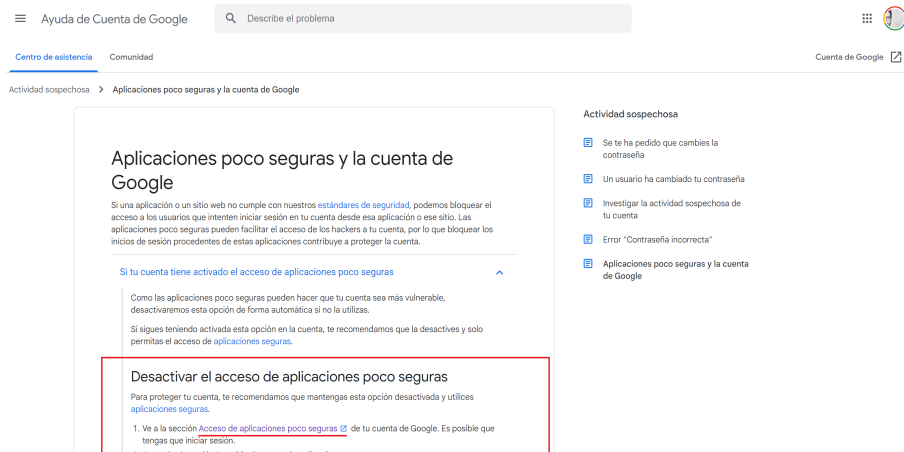 Ayuda de Cuenta de Google
Describe el problema
Centro de asistencia
Comunidad
Cuenta de Google
Actividad sospechosa
Aplicaciones poco seguras y la cuenta de Google
Aplicaciones poco seguras y la cuenta de
Google
Si una aplicación o un sitio web no cumple con nuestros estándares de seguridad, podemos bloquear el
acceso a los usuarios que intenten iniciar sesión en tu cuenta desde esa aplicación o ese sitio. Las
aplicaciones poco seguras pueden facilitar el acceso de los hackers a tu cuenta, por lo que bloquear los
inicios de sesión procedentes de estas aplicaciones contribuye a proteger la cuenta.
Si tu cuenta tiene activado el acceso de aplicaciones poco seguras
Como las aplicaciones poco seguras pueden hacer que tu cuenta sea más vulnerable,
desactivaremos esta opción de forma automática si no la utilizas.
Si sigues teniendo activada esta opción en la cuenta, te recomendamos que la desactives y solo
permitas el acceso de aplicaciones seguras.
Desactivar el acceso de aplicaciones poco seguras
Para proteger tu cuenta, te recomendamos que mantengas esta opción desactivada y utilices
aplicaciones seguras.
1. Ve a la sección Acceso de aplicaciones poco seguras de tu cuenta de Google. Es posible que
tengas que iniciar sesión.
Actividad sospechosa
Se te ha pedido que cambies la
contraseña
Un usuario ha cambiado tu contraseña
Investigar la actividad sospechosa de
tu cuenta
Error "Contraseña incorrecta"
Aplicaciones poco seguras y la cuenta
de Google